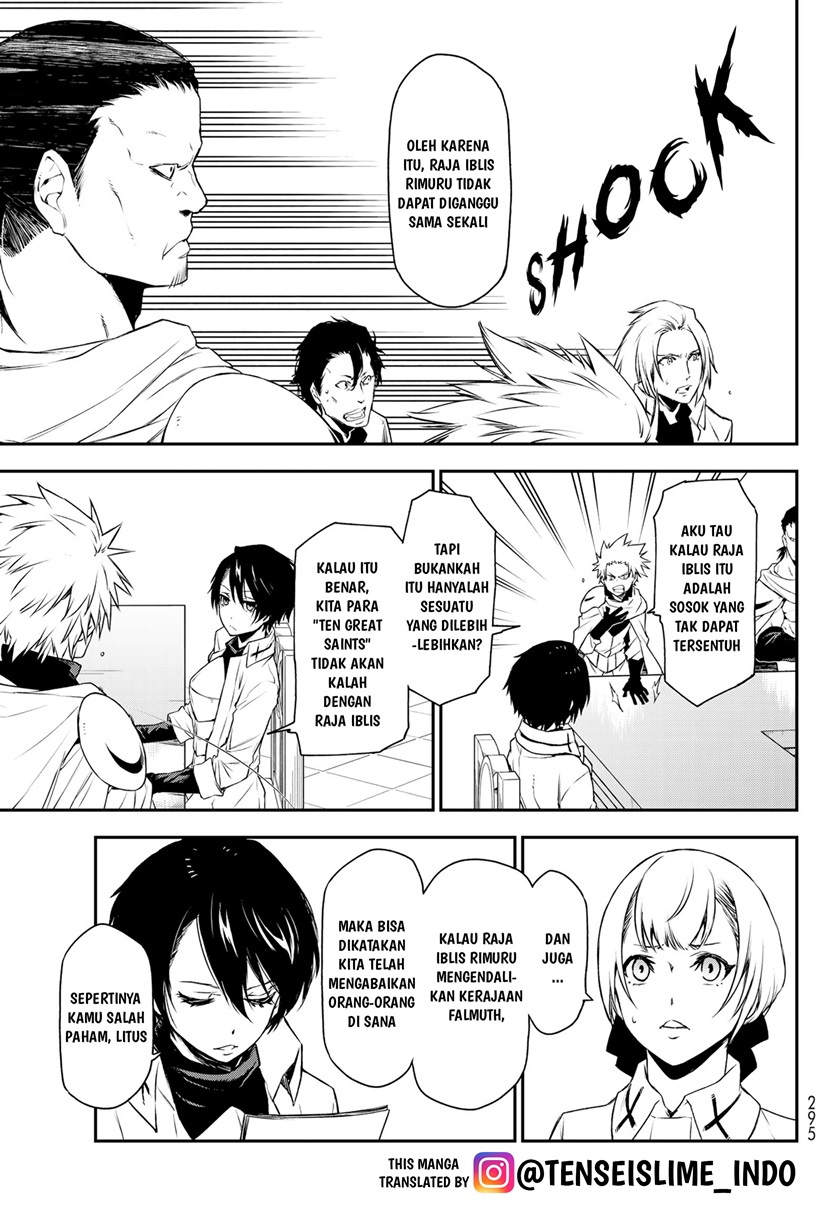 SHOCK
OLEH KARENA
ITU, RAJA IBLIS
RIMURU TIDAK
DAPAT DIGANGGU
SAMA SEKALI
AKU TAU
KALAU RAJA
IBLIS ITU
ADALAH
SOSOK YANG
TAK DAPAT
TERSENTUH
TAPI
BUKANKAH
ITU HANYALAH
SESUATU
YANG DILEBIH
-LEBIHKAN?
KALAU ITU
BENAR,
KITA PARA
"TEN GREAT
SAINTS"
TIDAK AKAN
KALAH
DENGAN
RAJA IBLIS
DAN
JUGA
...
KALAU RAJA
IBLIS RIMURU
MENGENDALI-
KAN KERAJAAN
FALMUTH,
MAKA BISA
DIKATAKAN
KITA TELAH
MENGABAIKAN
ORANG-ORANG
DI SANA
SEPERTINYA
KAMU SALAH
PAHAM, LITUS
295
THIS MANGA
TRANSLATED BY
@TENSEISLIME_INDO